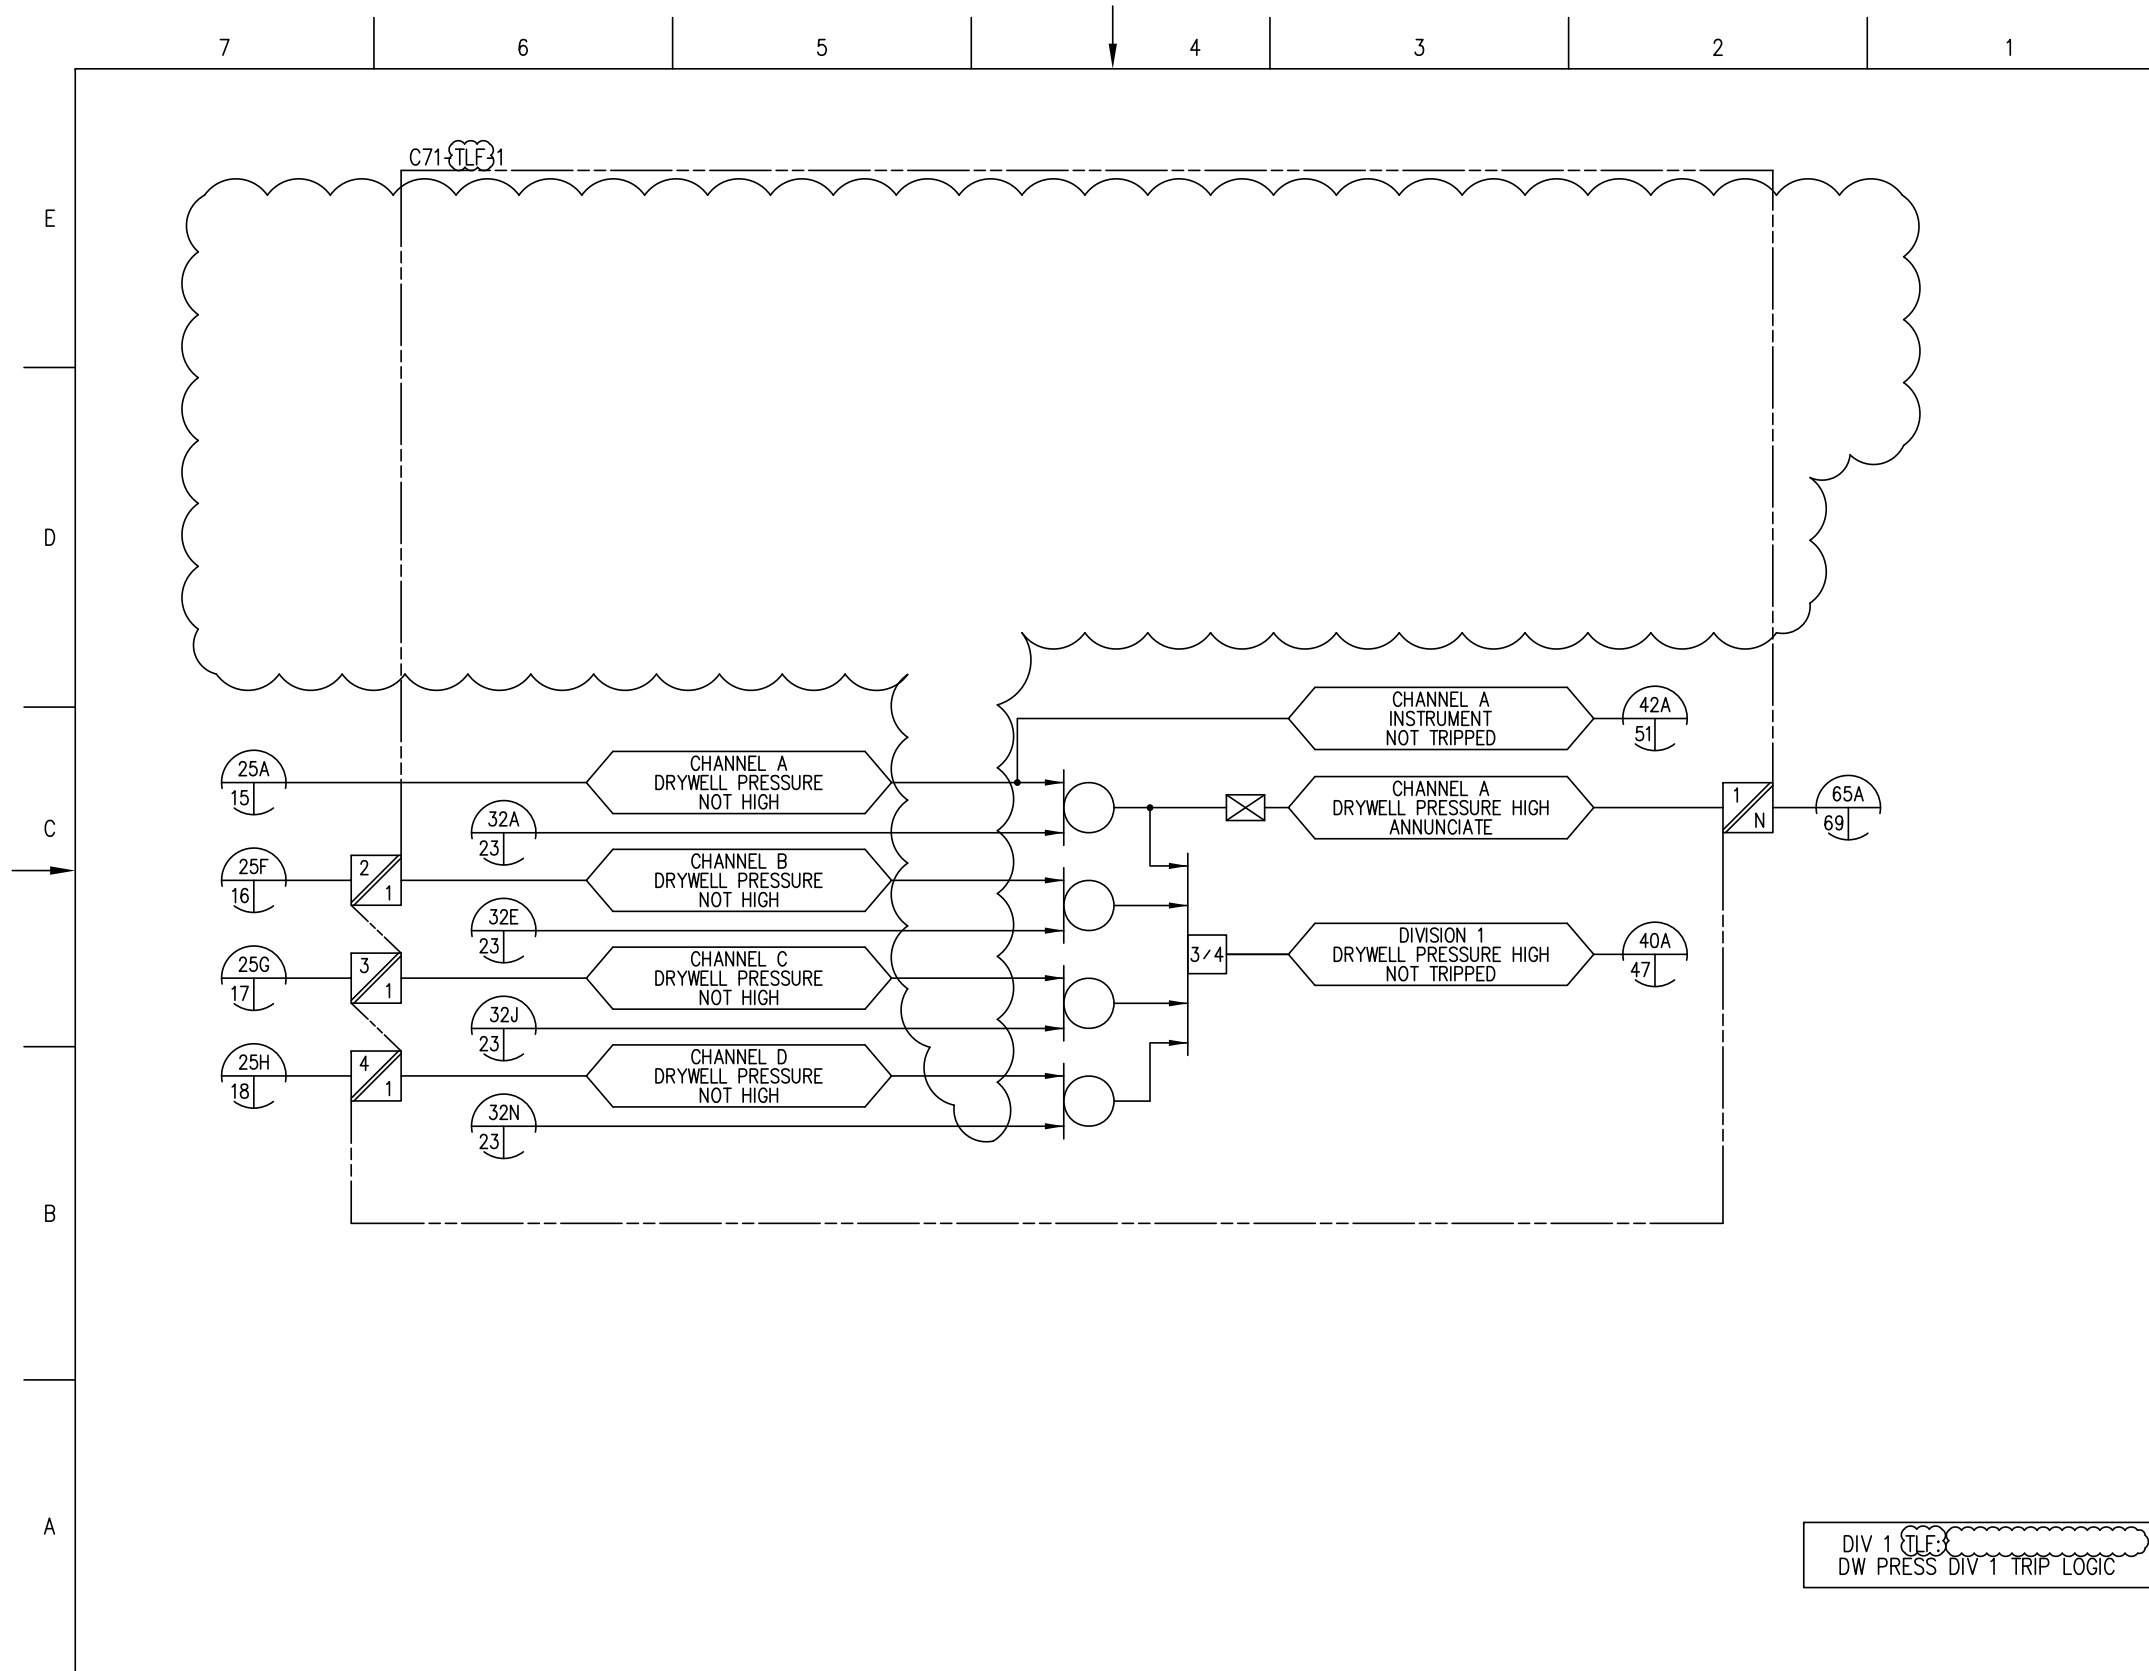 7 6 5 4 3 2 1
C71-TLF-1
E
D
CHANNEL A
INSTRUMENT
NOT TRIPPED
42A
51
25A
15
CHANNEL A
DRYWELL PRESSURE
NOT HIGH
CHANNEL A
DRYWELL PRESSURE HIGH
ANNUNCIATE
1
N
65A
69
C
32A
23
25F
16
2
1
CHANNEL B
DRYWELL PRESSURE
NOT HIGH
32E
23
3/4
DIVISION 1
DRYWELL PRESSURE HIGH
NOT TRIPPED
40A
47
25G
17
3
1
CHANNEL C
DRYWELL PRESSURE
NOT HIGH
32J
23
25H
18
4
1
CHANNEL D
DRYWELL PRESSURE
NOT HIGH
32N
23
B
A
DIV 1 TLF:
DW PRESS DIV 1 TRIP LOGIC